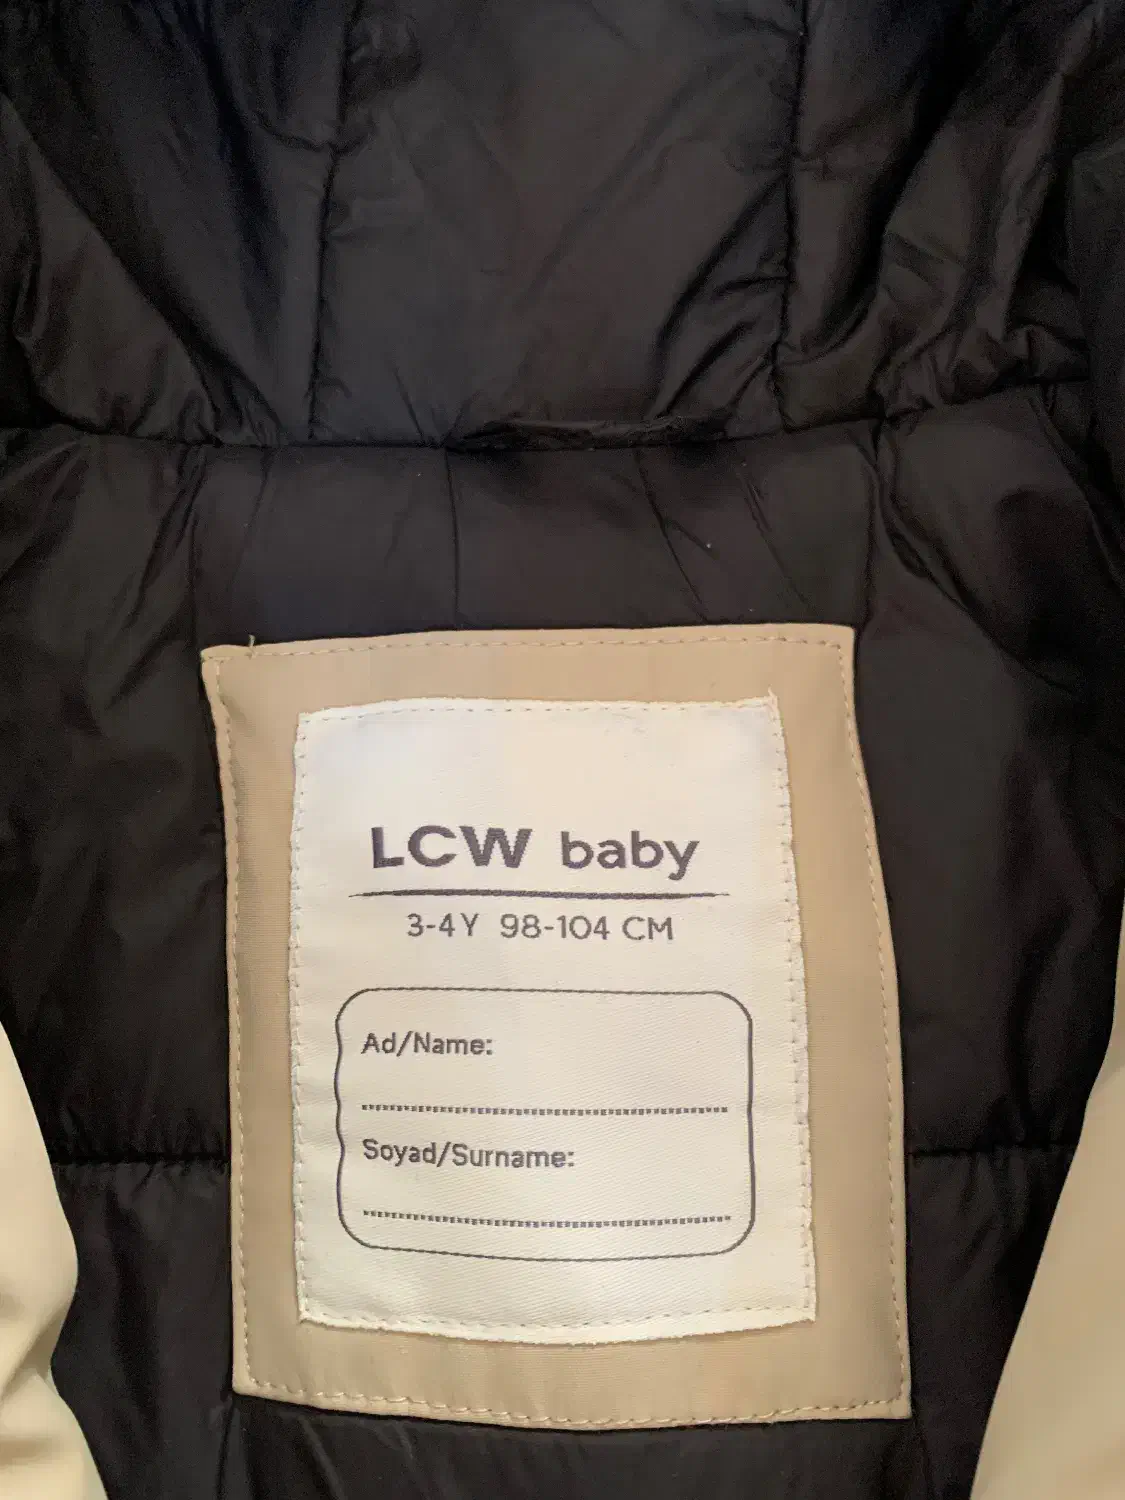 LCW baby
3-4Y 98-104 CM
Ad/Name:
Soyad/Surname: